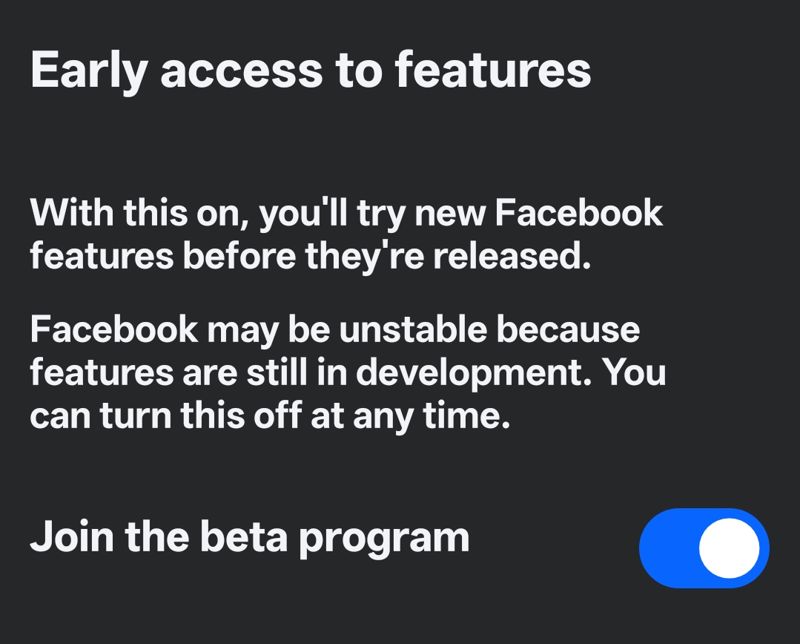 Early access to features
With this on, you'll try new Facebook
features before they're released.
Facebook may be unstable because
features are still in development. You
can turn this off at any time.
Join the beta program